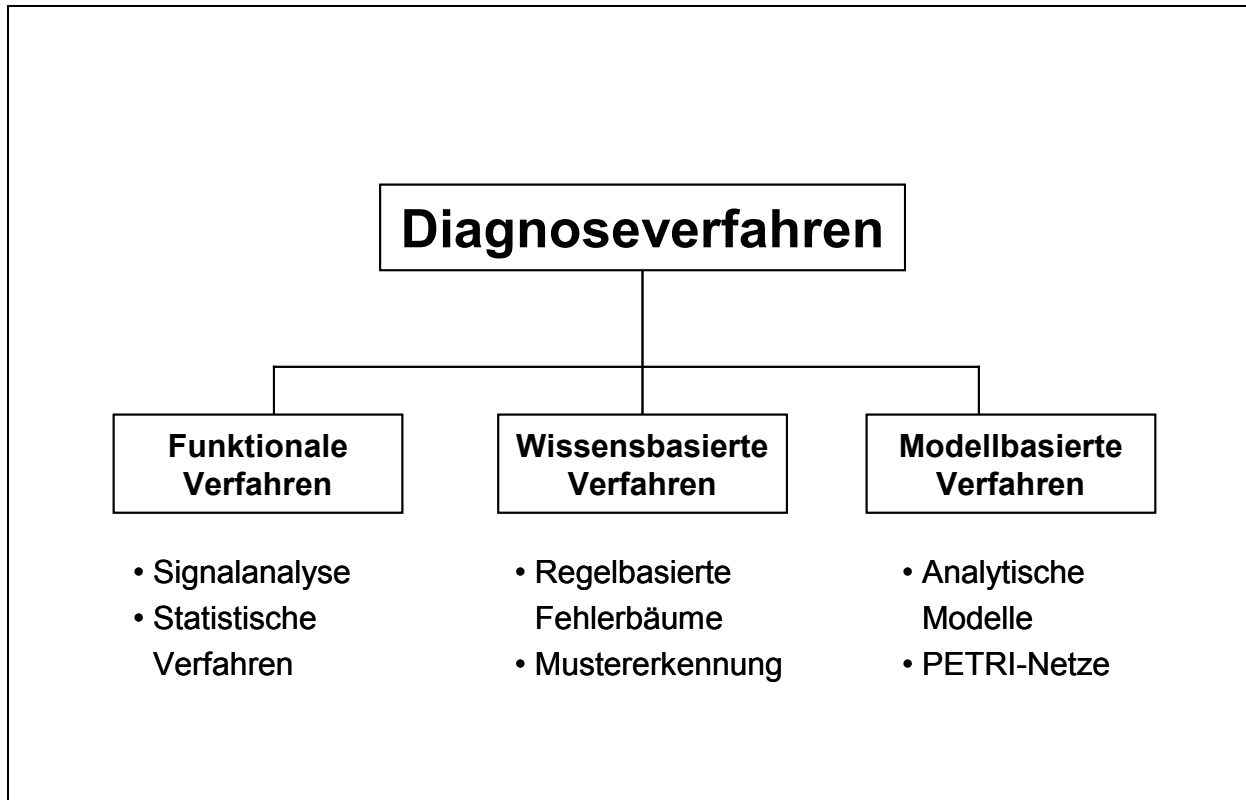 Diagnoseverfahren
Funktionale
Verfahren
• Signalanalyse
• Statistische
Verfahren
Wissensbasierte
Verfahren
• Regelbasierte
Fehlerbäume
• Mustererkennung
Modellbasierte
Verfahren
• Analytische
Modelle
• PETRI-Netze